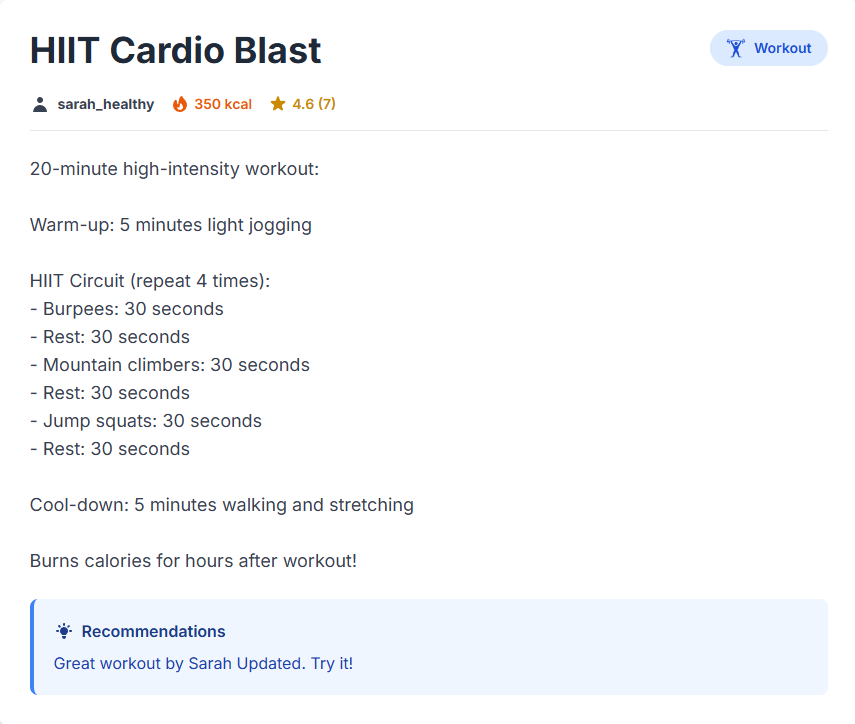 HIIT Cardio Blast
Workout
sarah_healthy 350 kcal 4.6 (7)
20-minute high-intensity workout:
Warm-up: 5 minutes light jogging
HIIT Circuit (repeat 4 times):
- Burpees: 30 seconds
- Rest: 30 seconds
- Mountain climbers: 30 seconds
- Rest: 30 seconds
- Jump squats: 30 seconds
- Rest: 30 seconds
Cool-down: 5 minutes walking and stretching
Burns calories for hours after workout!
Recommendations
Great workout by Sarah Updated. Try it!